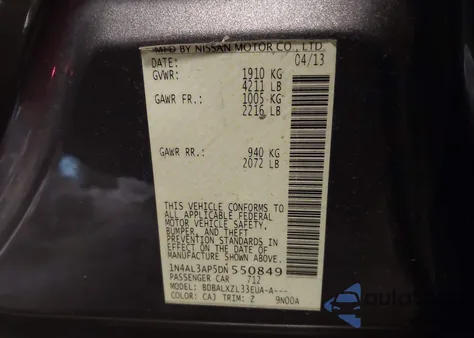 MFD BY NISSAN MOTOR CO., LTD.
DATE: 04/13
GVWR: 1910 KG
4211 LB
GAWR FR.: 1005 KG
2216 LB
GAWR RR.: 940 KG
2072 LB
THIS VEHICLE CONFORMS TO
ALL APPLICABLE FEDERAL
MOTOR VEHICLE SAFETY,
BUMPER, AND THEFT
PREVENTION STANDARDS IN
EFFECT ON THE DATE OF
MANUFACTURE SHOWN ABOVE.
1N4AL3AP5DN550849
PASSENGER CAR 712
MODEL: BDBALXZL33EUA-A---
COLOR: CAJ TRIM: Z 9N00A